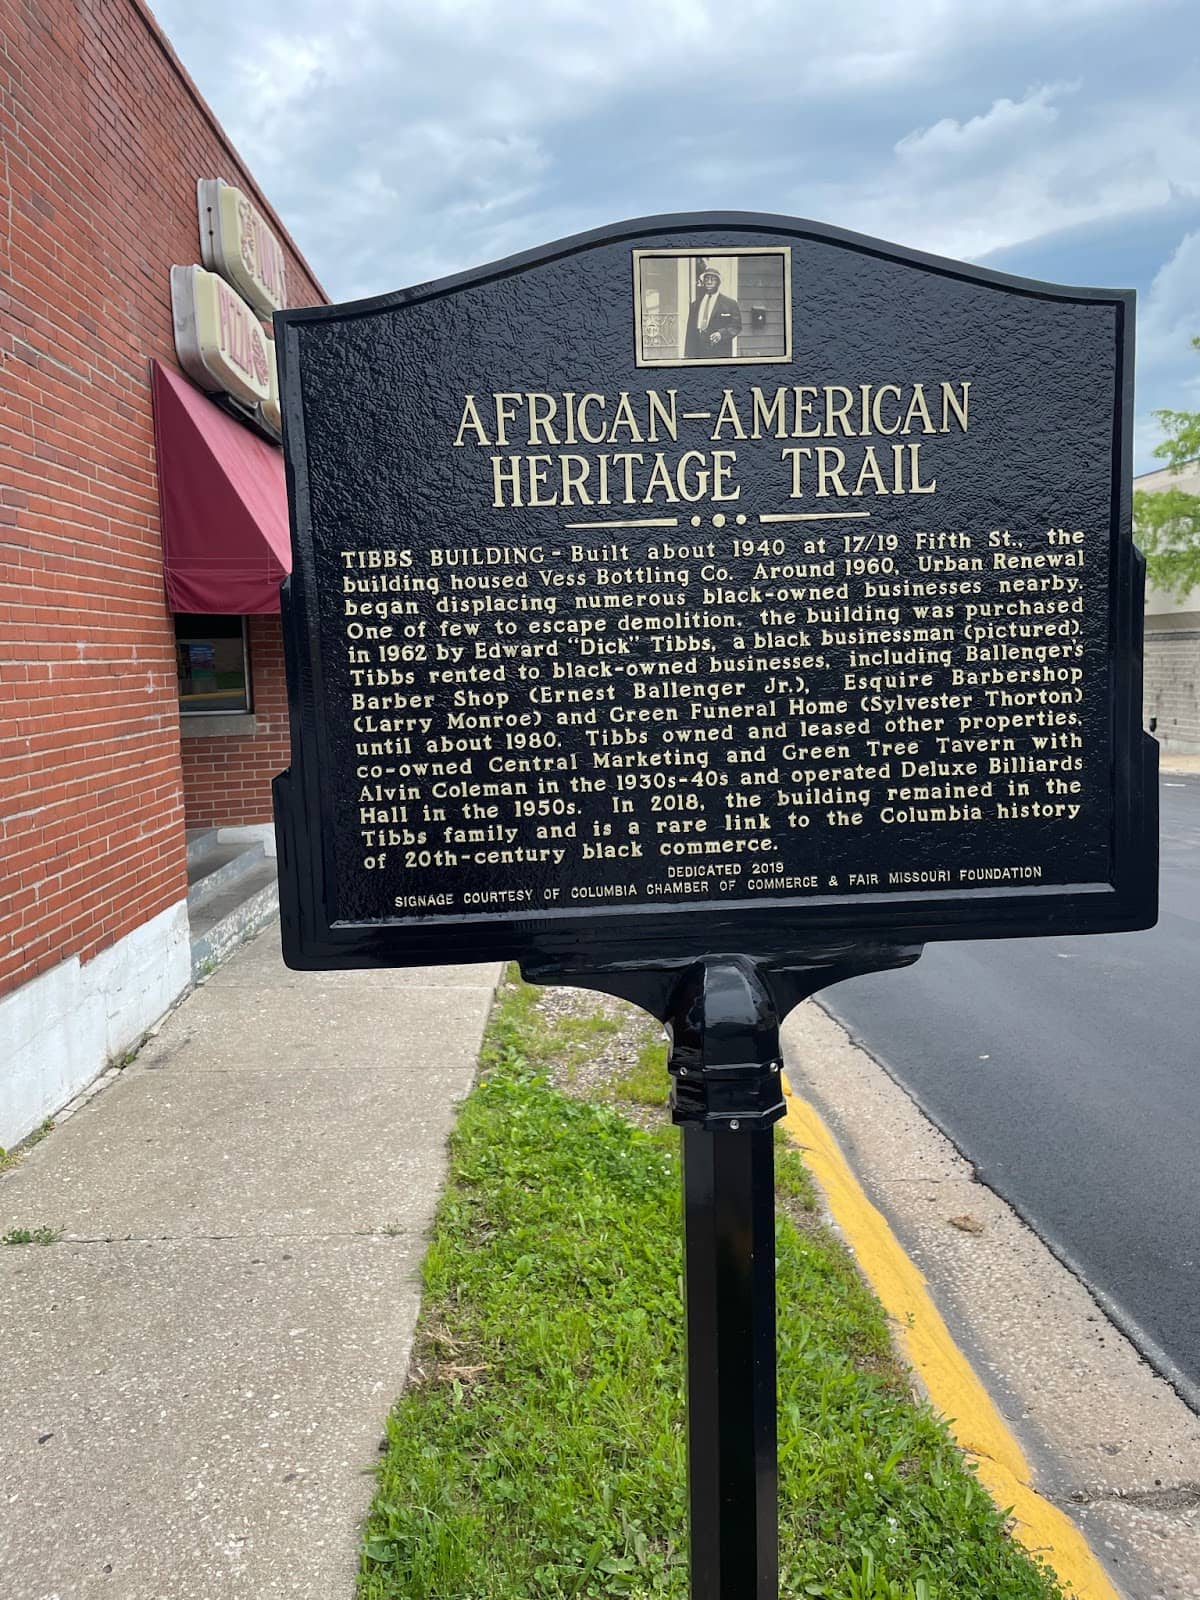 TONY'S
PIZZA
AFRICAN-AMERICAN
HERITAGE TRAIL
TIBBS BUILDING - Built about 1940 at 17/19 Fifth St., the
building housed Vess Bottling Co. Around 1960, Urban Renewal
began displacing numerous black-owned businesses nearby.
One of few to escape demolition, the building was purchased
in 1962 by Edward "Dick" Tibbs, a black businessman (pictured).
Tibbs rented to black-owned businesses, including Ballenger's
Barber Shop (Ernest Ballenger Jr.), Esquire Barbershop
(Larry Monroe) and Green Funeral Home (Sylvester Thorton)
until about 1980. Tibbs owned and leased other properties,
co-owned Central Marketing and Green Tree Tavern with
Alvin Coleman in the 1930s-40s and operated Deluxe Billiards
Hall in the 1950s. In 2018, the building remained in the
Tibbs family and is a rare link to the Columbia history
of 20th-century black commerce.
DEDICATED 2019
SIGNAGE COURTESY OF COLUMBIA CHAMBER OF COMMERCE & FAIR MISSOURI FOUNDATION